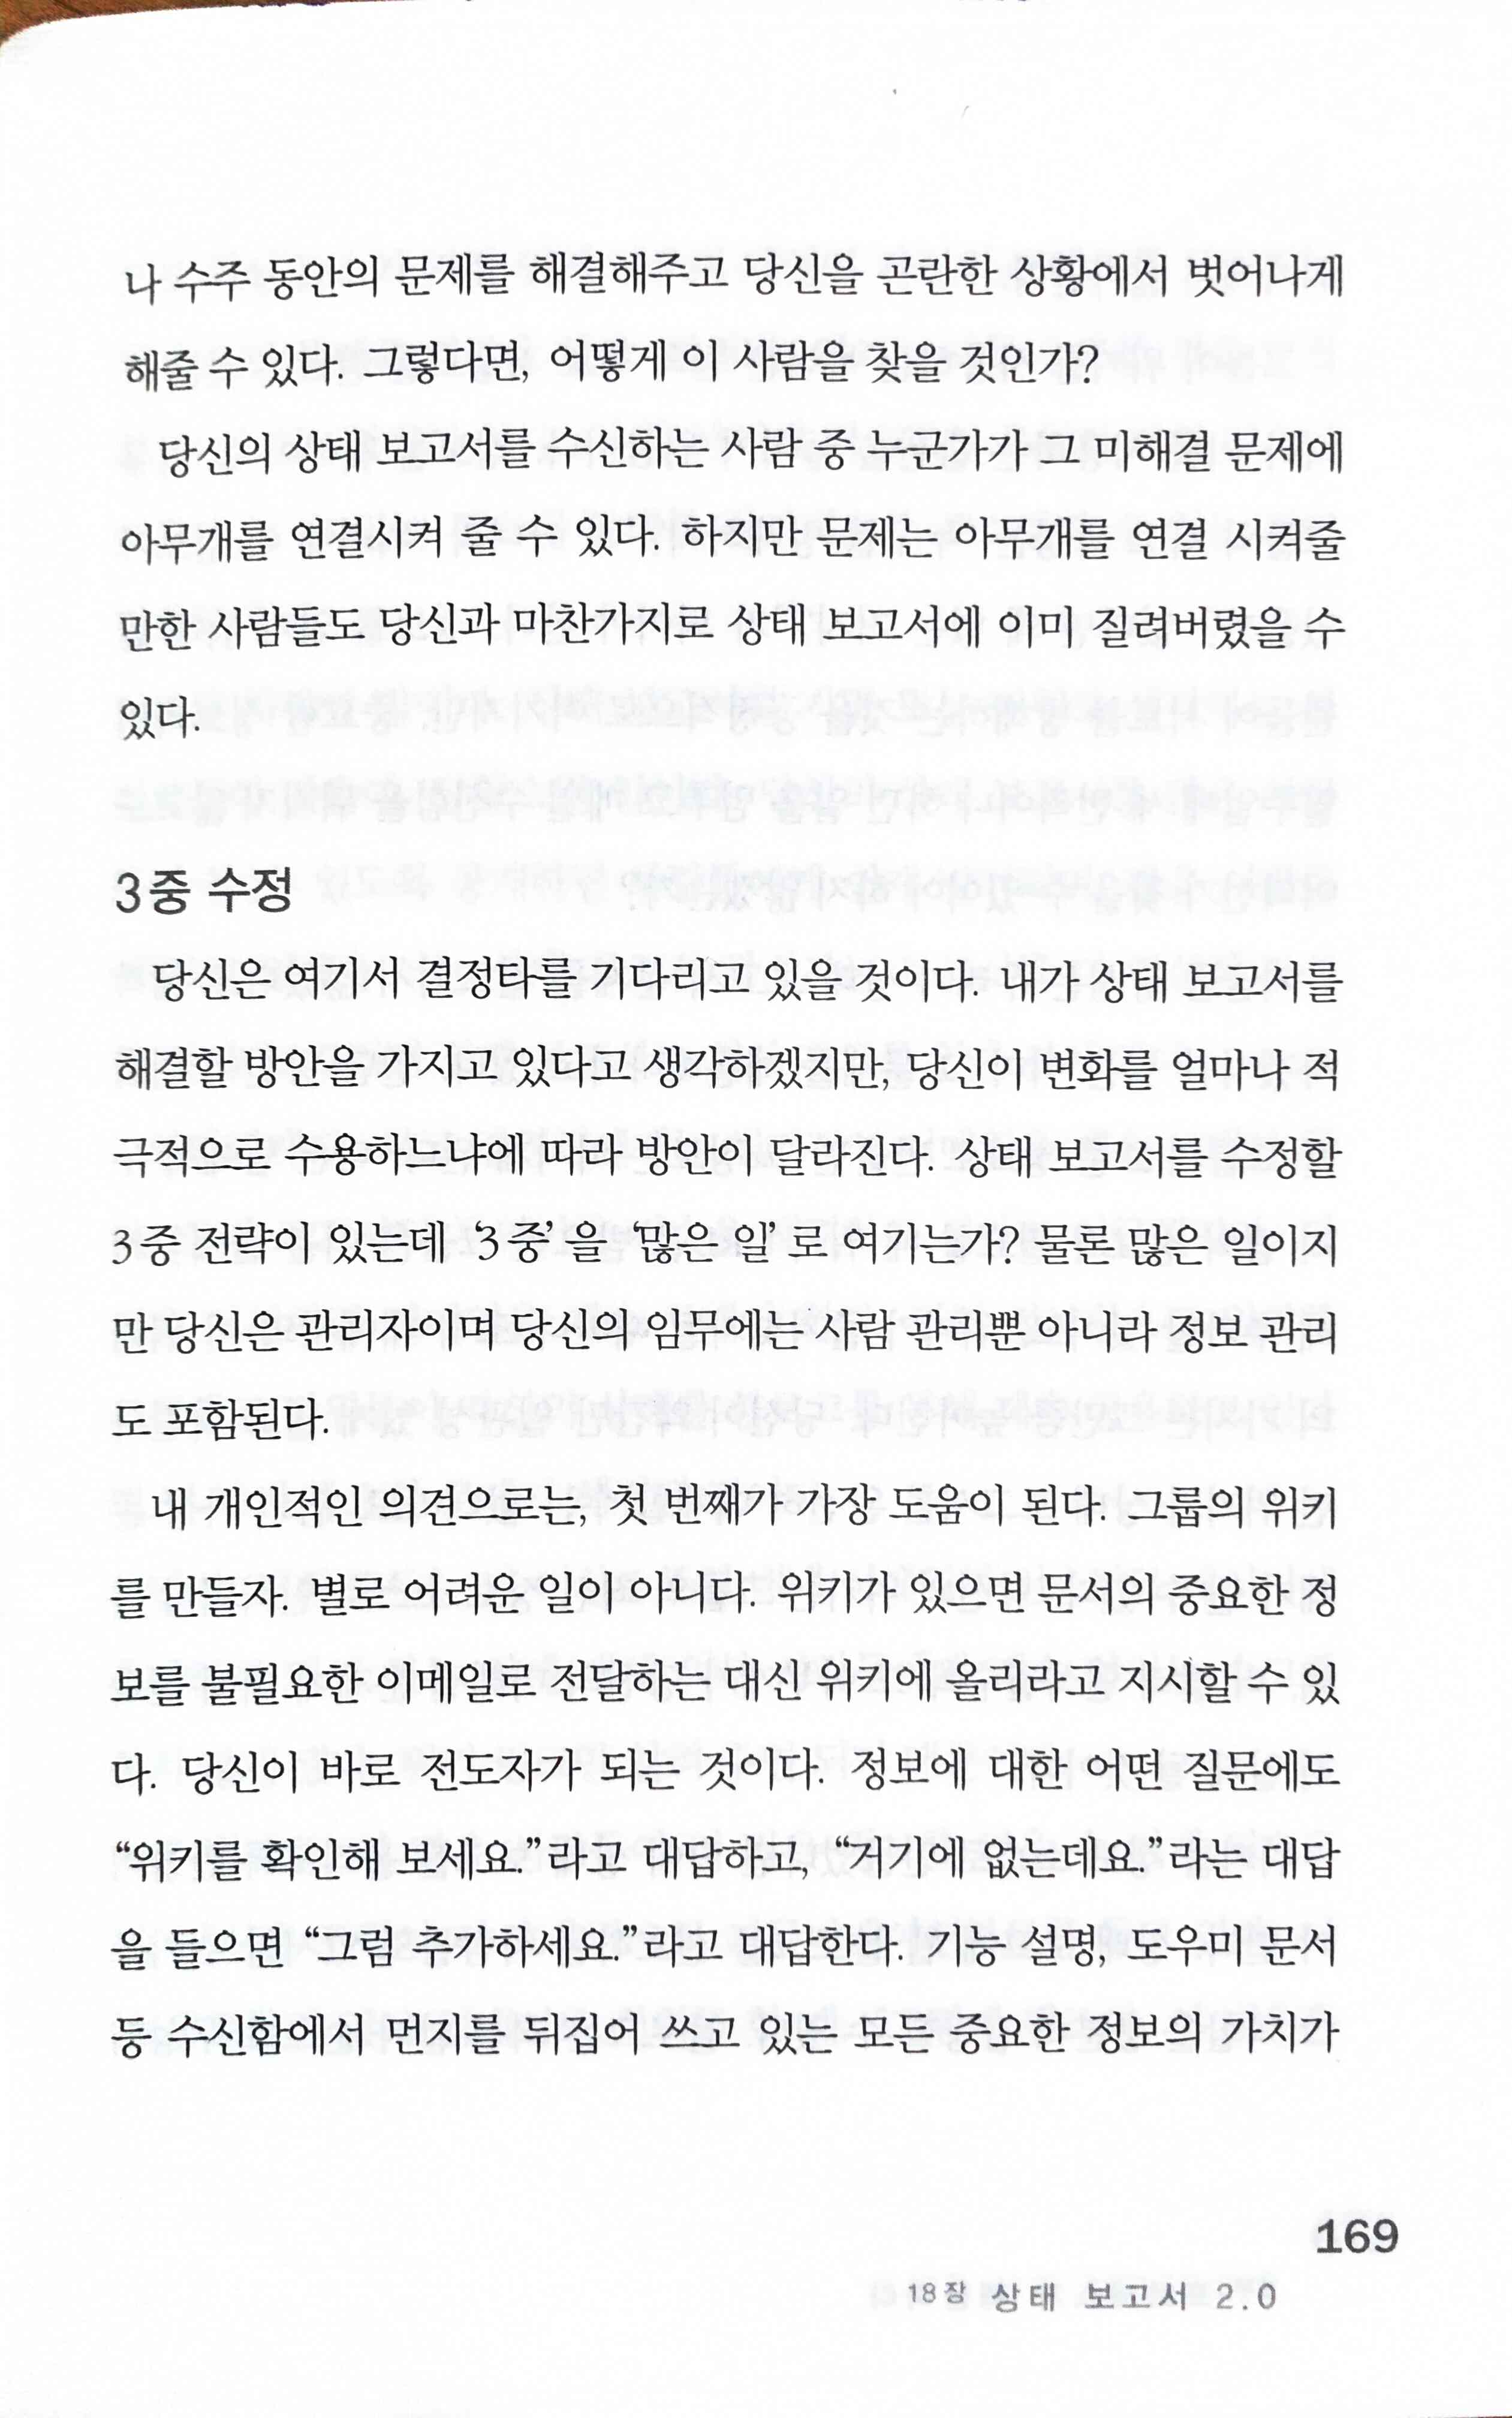 나 수주 동안의 문제를 해결해주고 당신을 곤란한 상황에서 벗어나게
해줄 수 있다. 그렇다면, 어떻게 이 사람을 찾을 것인가?
당신의 상태 보고서를 수신하는 사람 중 누군가가 그 미해결 문제에
아무개를 연결시켜 줄 수 있다. 하지만 문제는 아무개를 연결 시켜줄
만한 사람들도 당신과 마찬가지로 상태 보고서에 이미 질려버렸을 수
있다.
3중 수정
당신은 여기서 결정타를 기다리고 있을 것이다. 내가 상태 보고서를
해결할 방안을 가지고 있다고 생각하겠지만, 당신이 변화를 얼마나 적
극적으로 수용하느냐에 따라 방안이 달라진다. 상태 보고서를 수정할
3중 전략이 있는데 ‘3중’을 ‘많은 일’로 여기는가? 물론 많은 일이지
만 당신은 관리자이며 당신의 임무에는 사람 관리뿐 아니라 정보 관리
도 포함된다.
내 개인적인 의견으로는, 첫 번째가 가장 도움이 된다. 그룹의 위키
를 만들자. 별로 어려운 일이 아니다. 위키가 있으면 문서의 중요한 정
보를 불필요한 이메일로 전달하는 대신 위키에 올리라고 지시할 수 있
다. 당신이 바로 전도자가 되는 것이다. 정보에 대한 어떤 질문에도
“위키를 확인해 보세요.”라고 대답하고, “거기에 없는데요.”라는 대답
을 들으면 “그럼 추가하세요.”라고 대답한다. 기능 설명, 도우미 문서
등 수신함에서 먼지를 뒤집어 쓰고 있는 모든 중요한 정보의 가치가
169
18장 상태 보고서 2.0